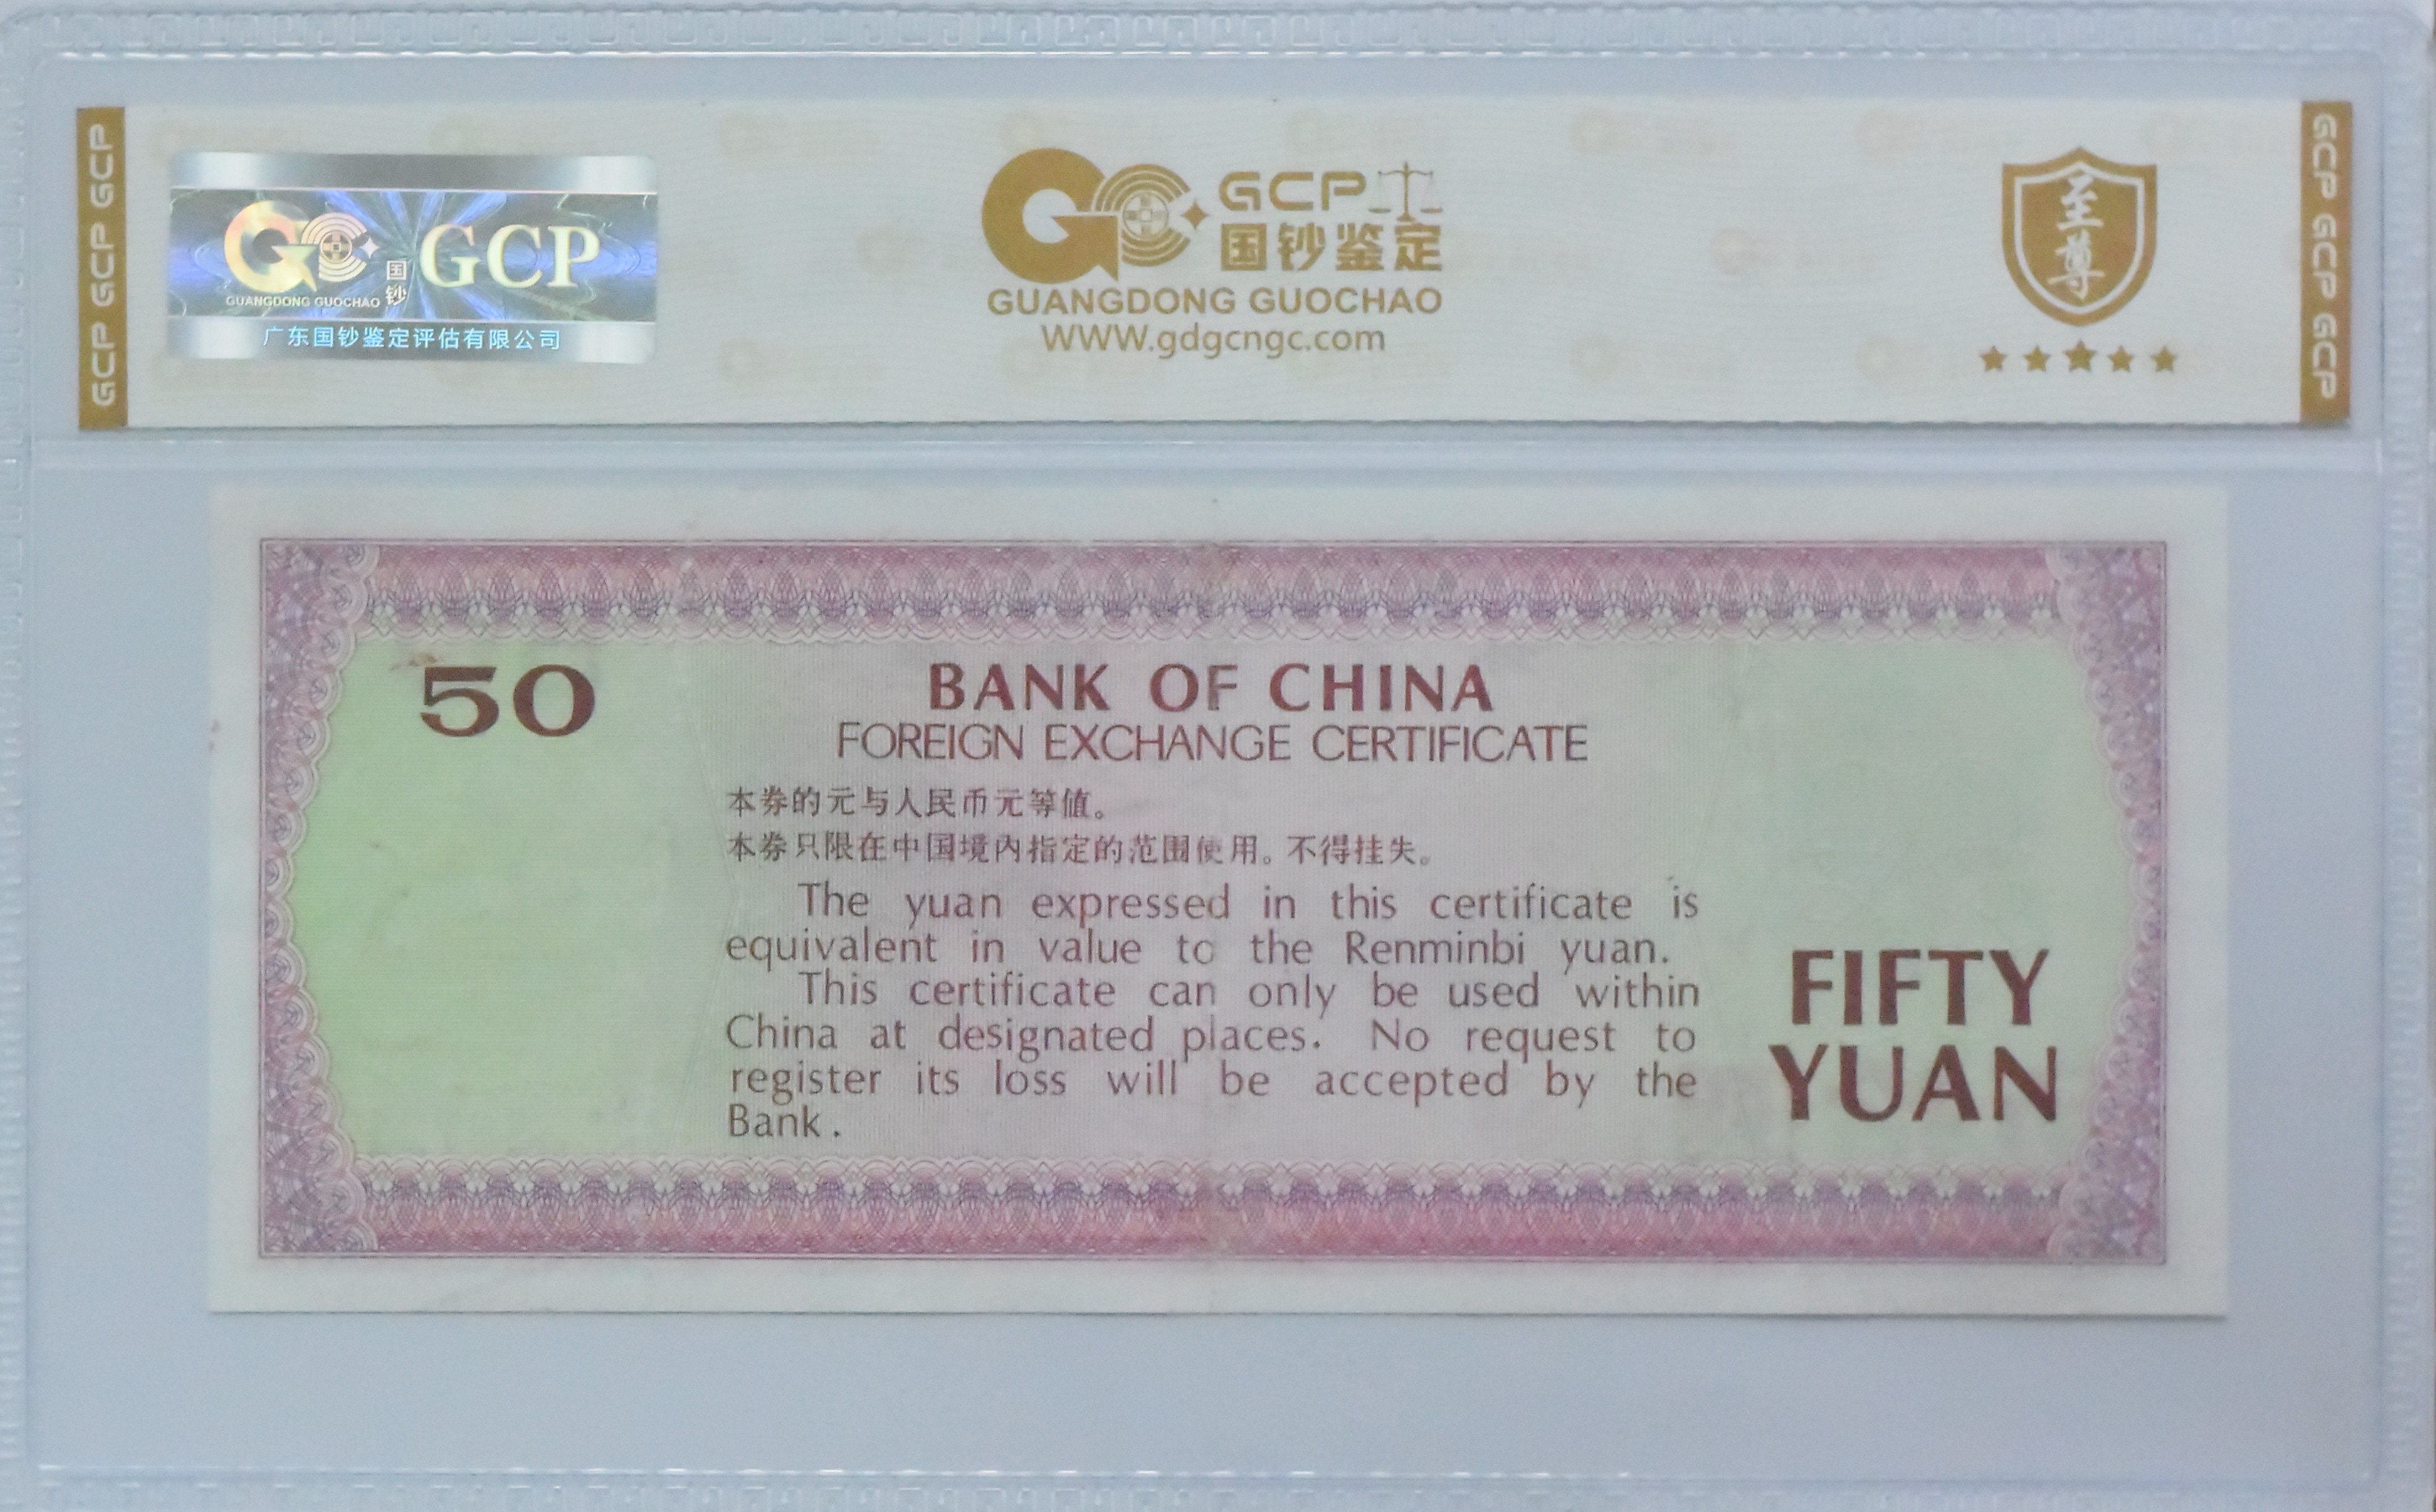 GCP GCP GCP
国钞
GCP
GUANGDONG GUOCHAO
广东国钞鉴定评估有限公司
GCP
国钞鉴定
GUANGDONG GUOCHAO
WWW.gdgcngc.com
至尊
GCP GCP GCP
50
BANK OF CHINA
FOREIGN EXCHANGE CERTIFICATE
本券的元与人民币元等值。
本券只限在中国境内指定的范围使用。不得挂失。
The yuan expressed in this certificate is
equivalent in value to the Renminbi yuan.
This certificate can only be used within
China at designated places. No request to
register its loss will be accepted by the
Bank.
FIFTY
YUAN